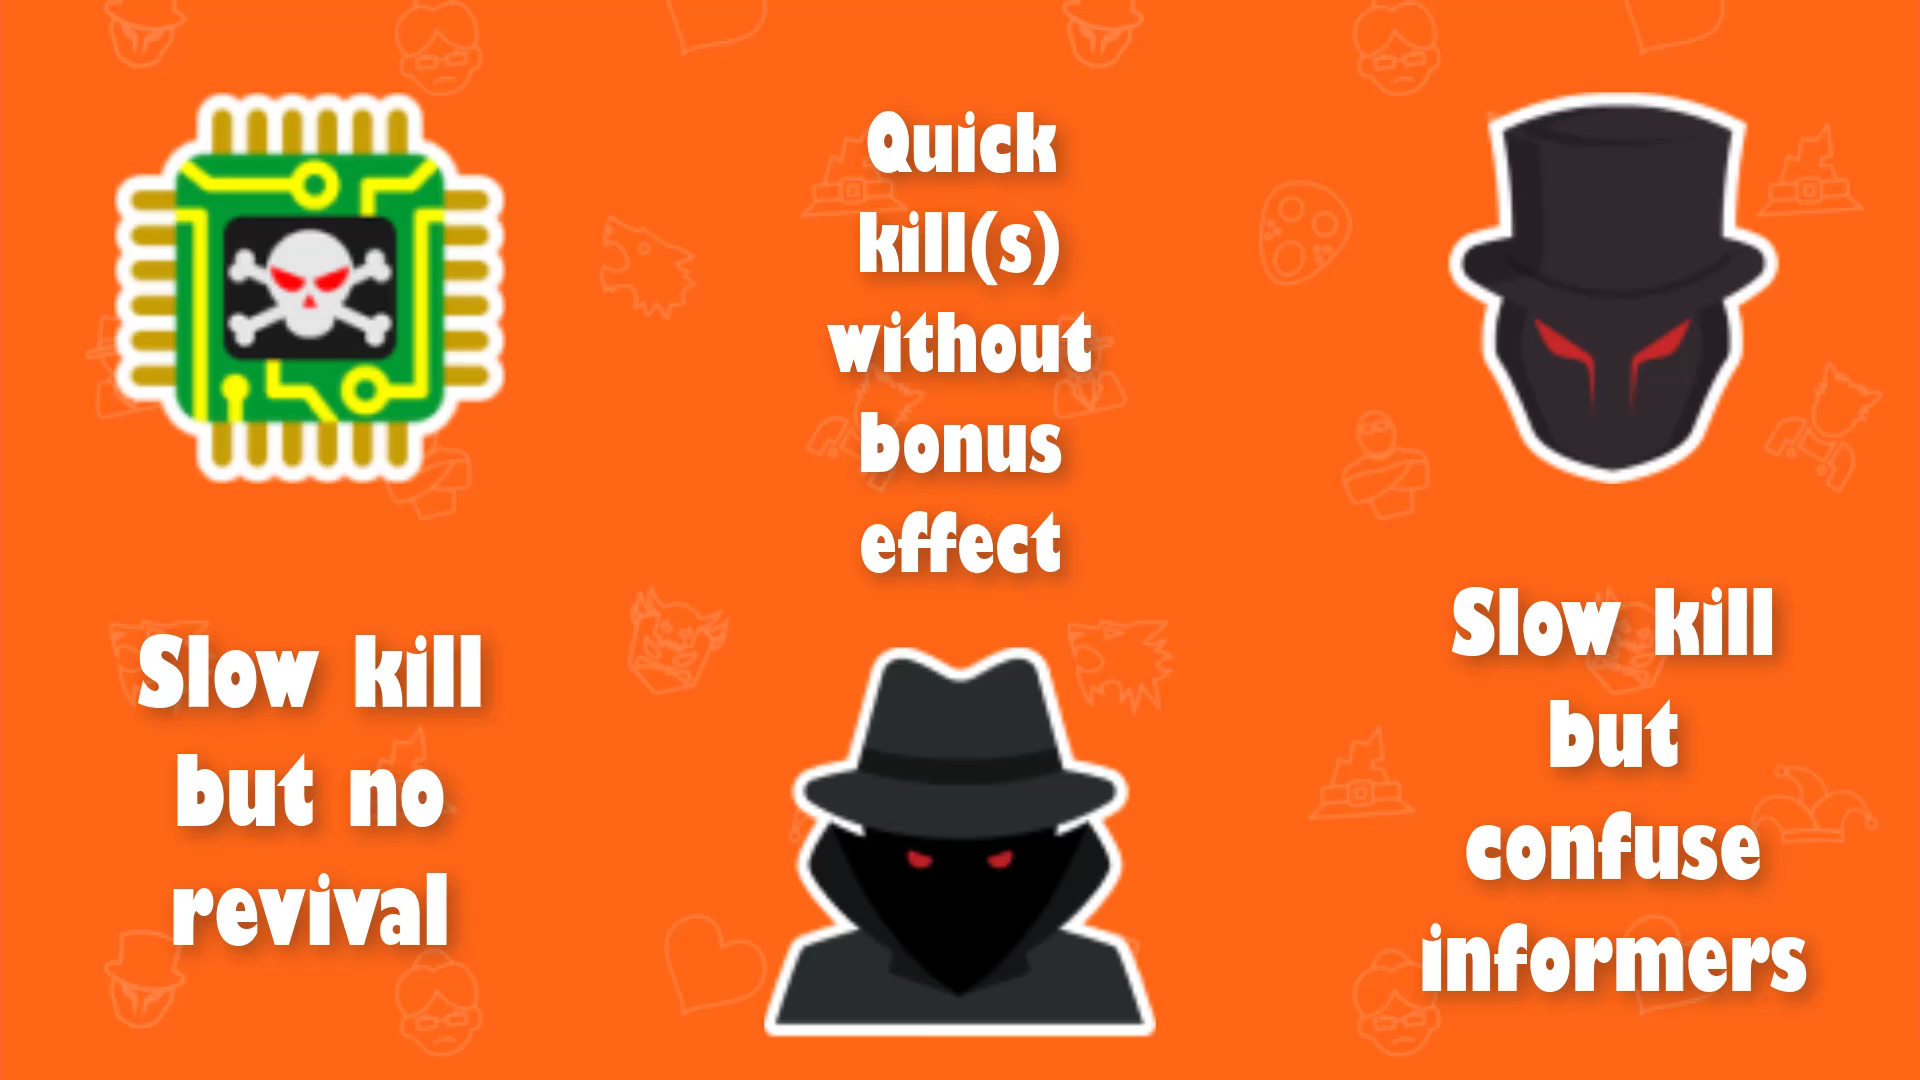 Slow kill
but no
revival
Quick
kill(s)
without
bonus
effect
Slow kill
but
confuse
informers